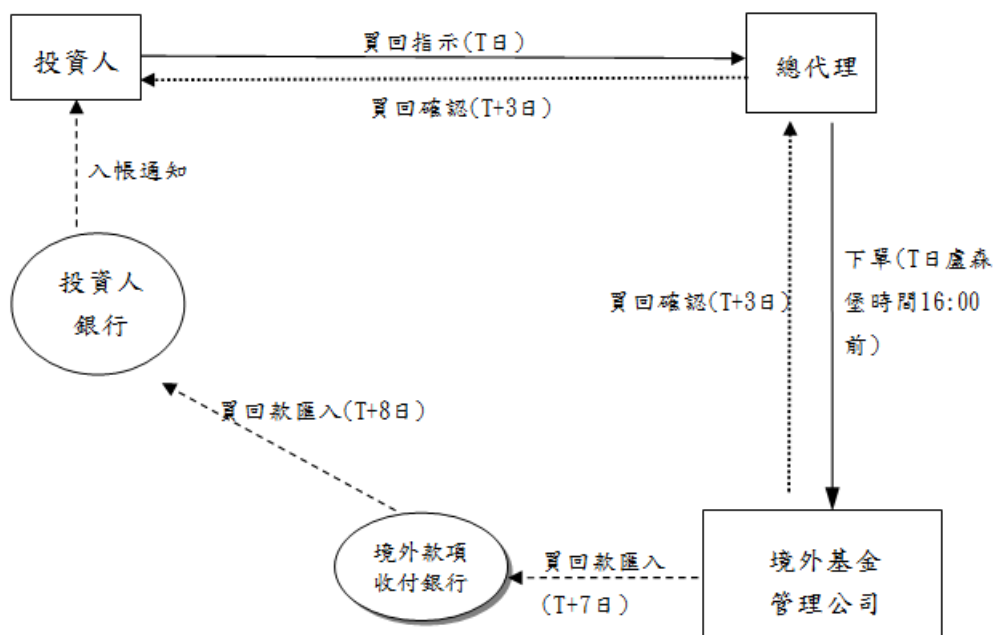 買回指示(T日)
投資人
總代理
買回確認(T+3日)
入帳通知
下單(T日盧森
堡時間16:00
前)
買回確認(T+3日)
投資人
銀行
買回款匯入(T+8日)
境外款項
收付銀行
買回款匯入
(T+7日)
境外基金
管理公司